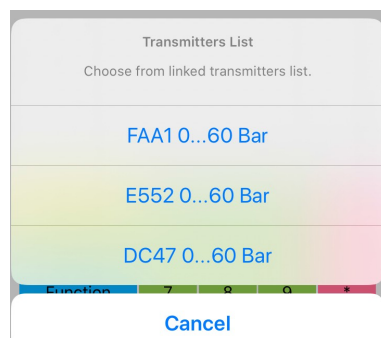 Transmitters List
Choose from linked transmitters list.
FAA1 0...60 Bar
E552 0...60 Bar
DC47 0...60 Bar
Function 7 8 9 *
Cancel